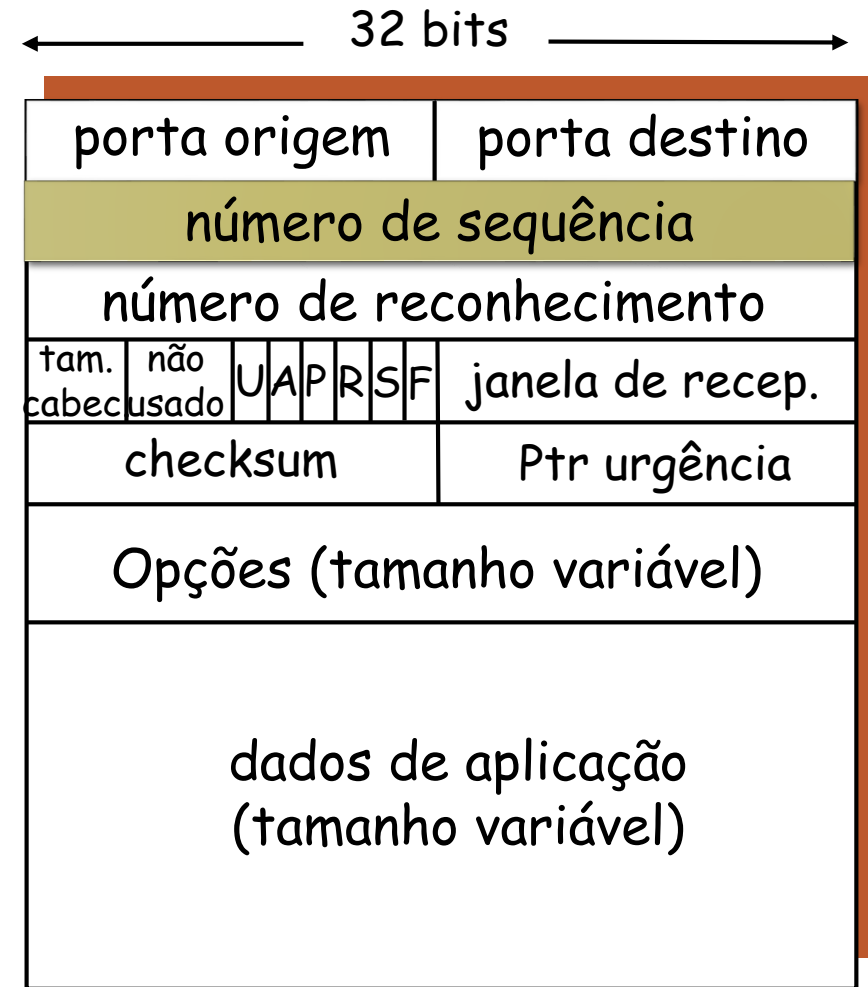 32 bits
porta origem
porta destino
número de sequência
número de reconhecimento
tam.
cabec
não
usado
U
A
P
R
S
F
janela de recep.
checksum
Ptr urgência
Opções (tamanho variável)
dados de aplicação
(tamanho variável)